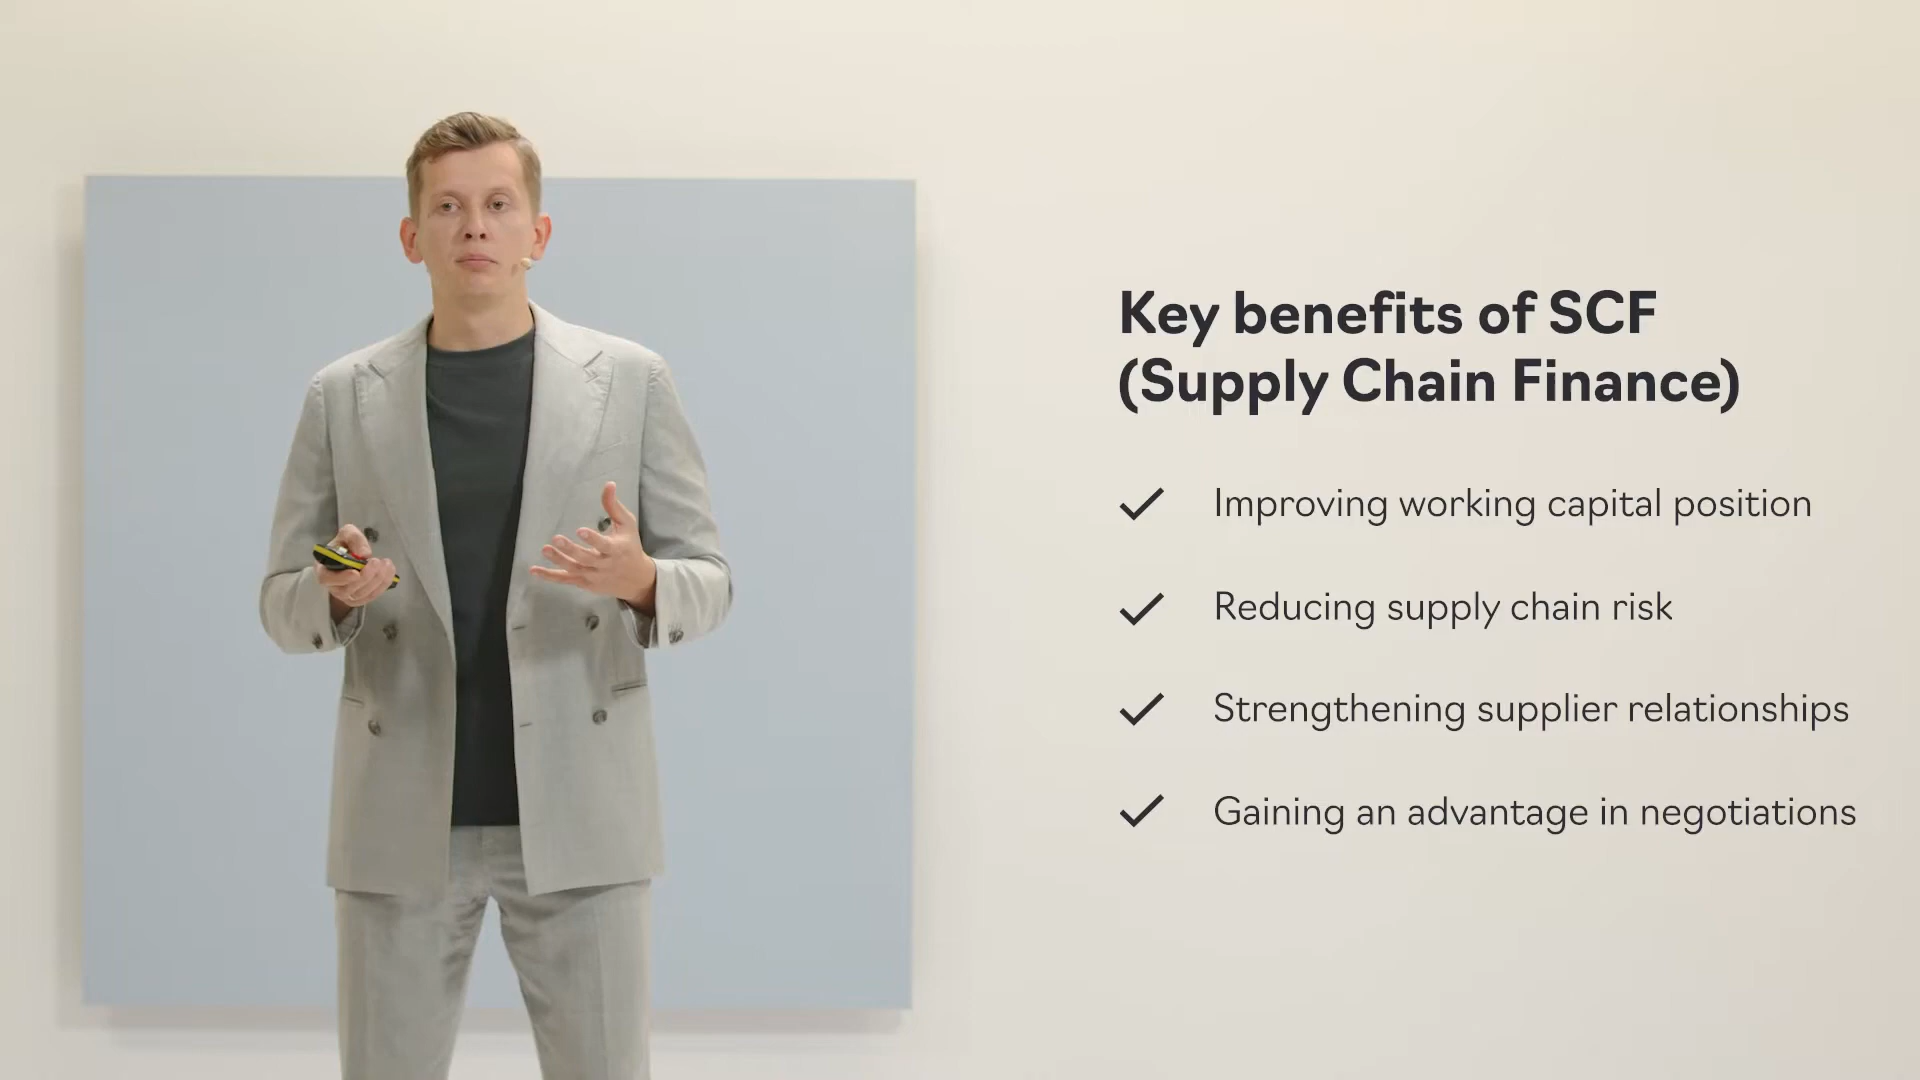 Key benefits of SCF
(Supply Chain Finance)
Improving working capital position
Reducing supply chain risk
Strengthening supplier relationships
Gaining an advantage in negotiations